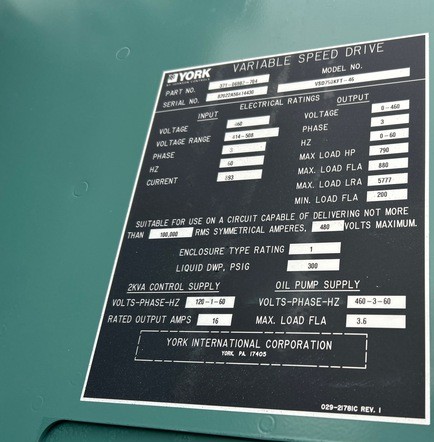 YORK
VARIABLE SPEED DRIVE
PART NO. MODEL NO.
SERIAL NO.
ELECTRICAL RATINGS
INPUT OUTPUT
VOLTAGE VOLTAGE 0-460
VOLTAGE RANGE 414-508 PHASE 3
PHASE HZ 0-60
HZ 60 MAX. LOAD HP 790
CURRENT 893 MAX. LOAD FLA 880
MAX. LOAD LRA 5777
MIN. LOAD FLA 200
SUITABLE FOR USE ON A CIRCUIT CAPABLE OF DELIVERING NOT MORE
THAN 100,000 RMS SYMMETRICAL AMPERES, 480 VOLTS MAXIMUM.
ENCLOSURE TYPE RATING 1
LIQUID DWP, PSIG 300
2KVA CONTROL SUPPLY OIL PUMP SUPPLY
VOLTS-PHASE-HZ 120-1-60 VOLTS-PHASE-HZ 460-3-60
RATED OUTPUT AMPS 16 MAX. LOAD FLA 3.6
YORK INTERNATIONAL CORPORATION
YORK, PA. 17405
029-21781C REV. 1